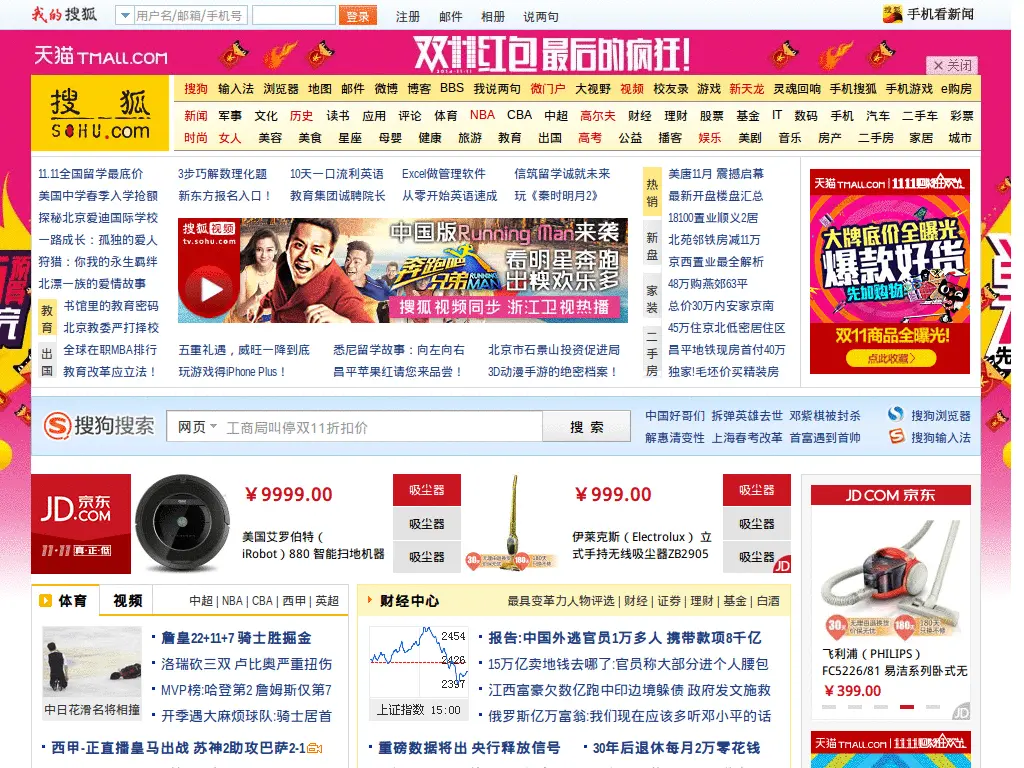 我的搜狐 用户名/邮箱/手机号 登录 注册 邮件 相册 说两句 手机看新闻
天猫 TMALL.COM 双11红包最后的疯狂! × 关闭
搜狐 SOHU.com
搜狗 输入法 浏览器 地图 邮件 微博 博客 BBS 我说两句 微门户 大视野 视频 校友录 游戏 新天龙 灵魂回响 手机搜狐 手机游戏 e购房
新闻 军事 文化 历史 读书 应用 评论 体育 NBA CBA 中超 高尔夫 财经 理财 股票 基金 IT 数码 手机 汽车 二手车 彩票
时尚 女人 美容 美食 星座 母婴 健康 旅游 教育 出国 高考 公益 播客 娱乐 美剧 音乐 房产 二手房 家居 城市
11.11全国留学最底价
美国中学春季入学抢额
探秘北京爱迪国际学校
一路成长：孤独的爱人
狩猎：你我的永生羁绊
北漂一族的爱情故事
教育
书馆里的教育密码
北京教委严打择校
出国
全球在职MBA排行
教育改革应立法！
3步巧解数理化题 10天一口流利英语 Excel做管理软件 信筑留学诚就未来
新东方报名入口！ 教育集团诚聘院长 从零开始英语速成 玩《秦时明月2》
搜狐视频
tv.sohu.com
中国版Running Man来袭
奔跑吧兄弟 RUNNING MAN
看明星奔跑
出糗欢乐多
搜狐视频同步 浙江卫视热播
五重礼遇，威旺一降到底 悉尼留学故事：向左向右 北京市石景山投资促进局
玩游戏得iPhone Plus！ 昌平苹果红请您来品尝！ 3D动漫手游的绝密档案！
热销
美唐11月 震撼启幕
最新开盘楼盘汇总
18100置业顺义2居
新盘
北苑邻铁房减11万
京西置业最全解析
48万购燕郊63平
家装
总价30万内安家京南
45万住京北低密居住区
二手房
昌平地铁现房首付40万
独家!毛坯价买精装房
天猫 TMALL.COM
大牌底价全曝光
爆款好货
先加购物
双11商品全曝光!
点此收藏>
搜狗搜索 网页 工商局叫停双11折扣价 搜索
中国好哥们 拆弹英雄去世 邓紫棋被封杀 搜狗浏览器
解惠清变性 上海春考改革 首富遇到首帅 搜狗输入法
JD.COM 京东
11·11 真正低
￥9999.00
美国艾罗伯特（
iRobot）880 智能扫地机器
吸尘器
吸尘器
吸尘器
￥999.00
伊莱克斯（Electrolux） 立
式手持无线吸尘器ZB2905
吸尘器
吸尘器
吸尘器
JD
JD.COM 京东
30天 180天
飞利浦（PHILIPS）
FC5226/81 易洁系列卧式无
￥399.00
JD
天猫 TMALL.COM
体育 视频 中超 | NBA | CBA | 西甲 | 英超
中日花滑名将相撞
詹皇22+11+7 骑士胜掘金
洛瑞砍三双 卢比奥严重扭伤
MVP榜:哈登第2 詹姆斯仅第7
开季遇大麻烦球队:骑士居首
西甲-正直播皇马出战 苏神2助攻巴萨2-1
财经中心 最具变革力人物评选 | 财经 | 证券 | 理财 | 基金 | 白酒
2454
2426
2397
上证指数 15:00
报告:中国外逃官员1万多人 携带款项8千亿
15万亿卖地钱去哪了:官员称大部分进个人腰包
江西富豪欠数亿跑中印边境躲债 政府发文施救
俄罗斯亿万富翁:我们现在应该多听邓小平的话
重磅数据将出 央行释放信号 30年后退休每月2万零花钱